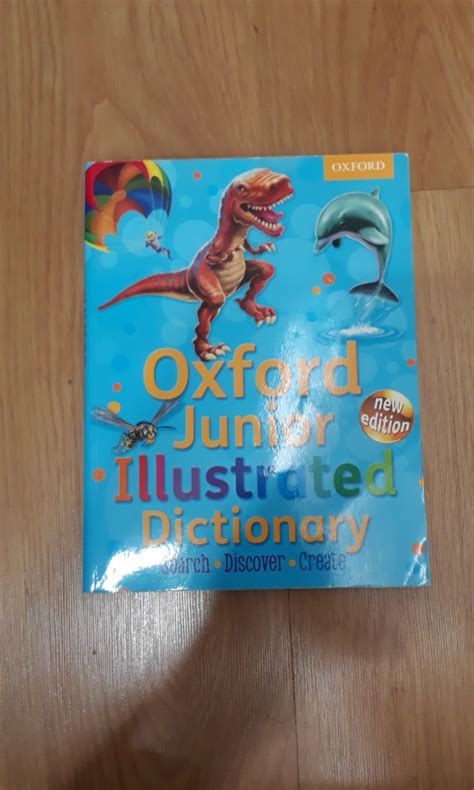 OXFORD
Oxford
Junior
new
edition
Illustrated
Dictionary
Search • Discover • Create